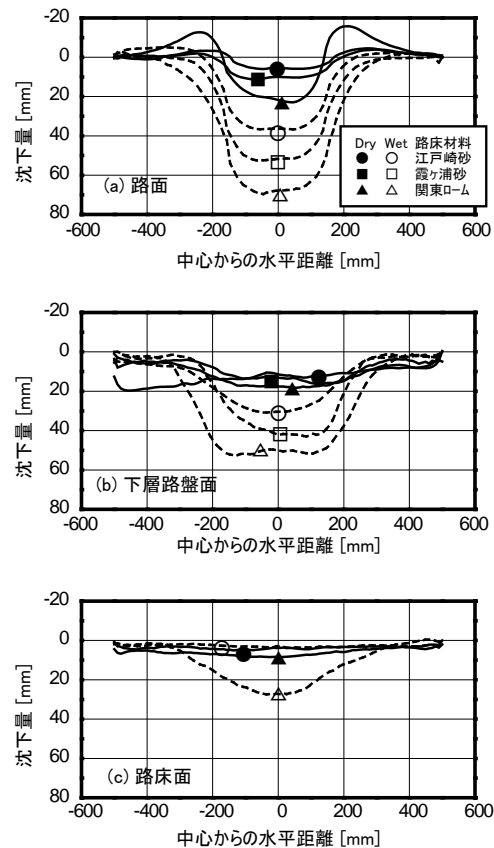 -20
0
20
40
60
80
沈下量 [mm]
(a) 路面
Dry Wet 路床材料
● ○ 江戸崎砂
■ □ 霞ヶ浦砂
▲ △ 関東ローム
-600 -400 -200 0 200 400 600
中心からの水平距離 [mm]
-20
0
20
40
60
80
沈下量 [mm]
(b) 下層路盤面
-600 -400 -200 0 200 400 600
中心からの水平距離 [mm]
-20
0
20
40
60
80
沈下量 [mm]
(c) 路床面
-600 -400 -200 0 200 400 600
中心からの水平距離 [mm]